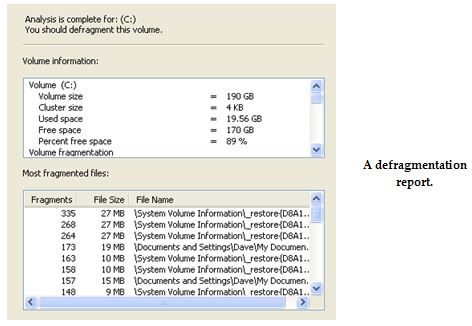 Analysis is complete for: (C:)
You should defragment this volume.
Volume information:
Volume (C:)
Volume size = 190 GB
Cluster size = 4 KB
Used space = 19.56 GB
Free space = 170 GB
Percent free space = 89 %
Volume fragmentation
Most fragmented files:
Fragments File Size File Name
335 27 MB \System Volume Information\_restore{D8A1...
268 27 MB \System Volume Information\_restore{D8A1...
264 27 MB \System Volume Information\_restore{D8A1...
173 19 MB \Documents and Settings\Dave\My Documen...
163 10 MB \System Volume Information\_restore{D8A1...
158 10 MB \System Volume Information\_restore{D8A1...
157 15 MB \Documents and Settings\Dave\My Documen...
148 9 MB \System Volume Information\_restore{D8A1...
A defragmentation
report.